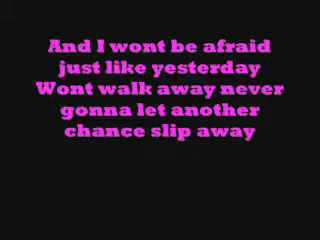 And I wont be afraid
just like yesterday
Wont walk away never
gonna let another
chance slip away